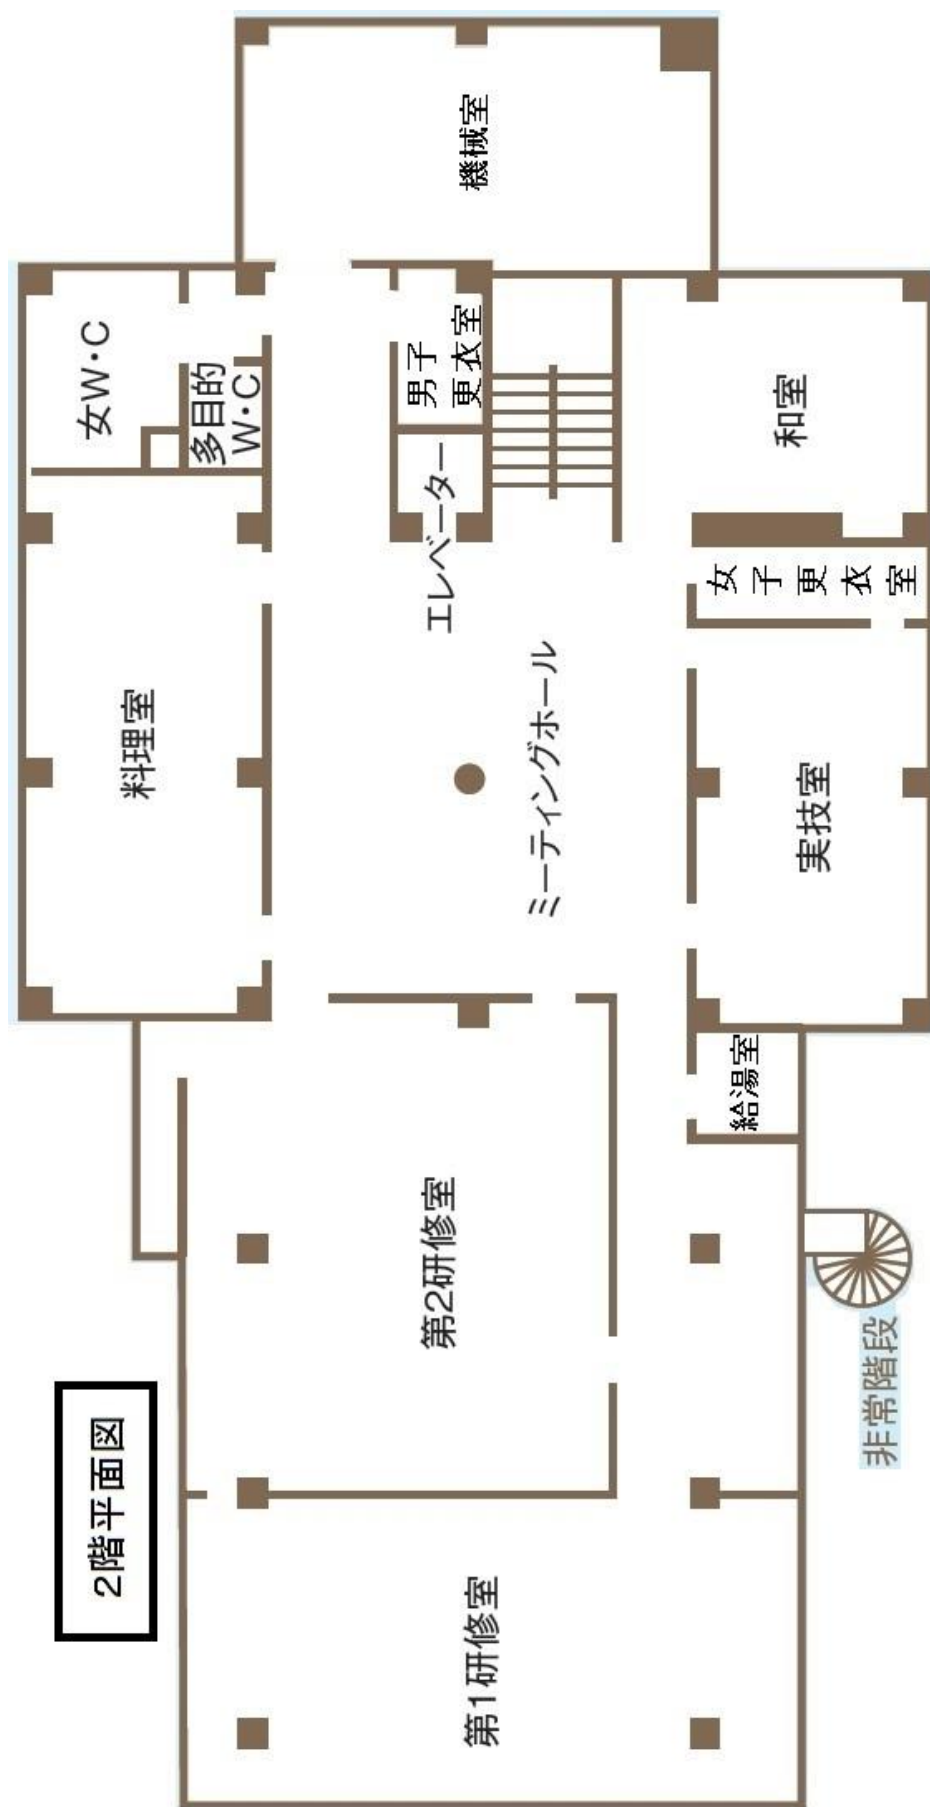 2階平面図
料理室
女W・C
多目的
W・C
機械室
男子
更衣室
エレベーター
ミーティングホール
第1研修室
第2研修室
給湯室
実技室
女子更衣室
和室
非常階段